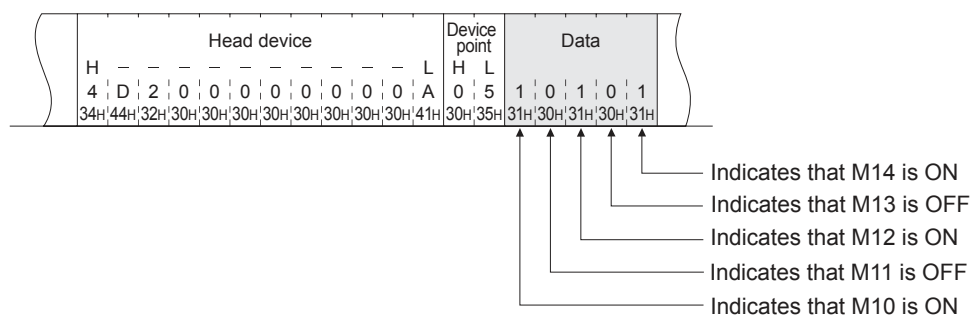 Head device
Device
point
Data
H – – – – – – – – – – L H L
4 D 2 0 0 0 0 0 0 0 0 A 0 5 1 0 1 0 1
34H 44H 32H 30H 30H 30H 30H 30H 30H 30H 30H 41H 30H 35H 31H 30H 31H 30H 31H
Indicates that M14 is ON
Indicates that M13 is OFF
Indicates that M12 is ON
Indicates that M11 is OFF
Indicates that M10 is ON